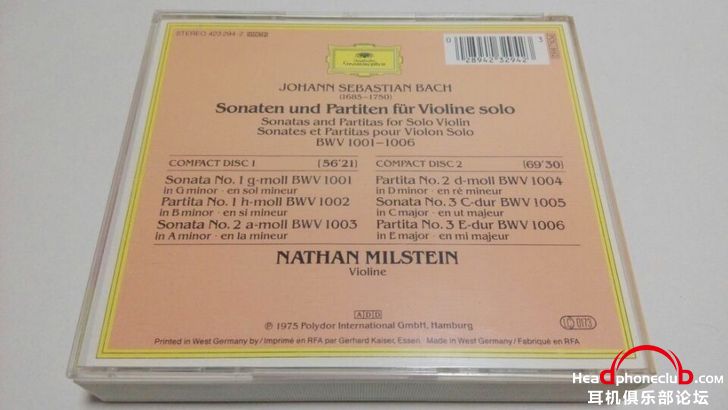 STEREO 423 294-2
0 28942 32942 3
Deutsche
Grammophon
JOHANN SEBASTIAN BACH
(1685–1750)
Sonaten und Partiten für Violine solo
Sonatas and Partitas for Solo Violin
Sonates et Partitas pour Violon Solo
BWV 1001–1006
COMPACT DISC 1 [56'21]
Sonata No. 1 g-moll BWV 1001
in G minor · en sol mineur
Partita No. 1 h-moll BWV 1002
in B minor · en si mineur
Sonata No. 2 a-moll BWV 1003
in A minor · en la mineur
COMPACT DISC 2 [69'30]
Partita No. 2 d-moll BWV 1004
in D minor · en ré mineur
Sonata No. 3 C-dur BWV 1005
in C major · en ut majeur
Partita No. 3 E-dur BWV 1006
in E major · en mi majeur
NATHAN MILSTEIN
Violine
ADD
℗ 1975 Polydor International GmbH, Hamburg
LC 0173
Printed in West Germany by / Imprimé en RFA par Gerhard Kaiser, Essen. Made in West Germany / Fabriqué en RFA
HeadphoneclubD.com
耳机俱乐部论坛